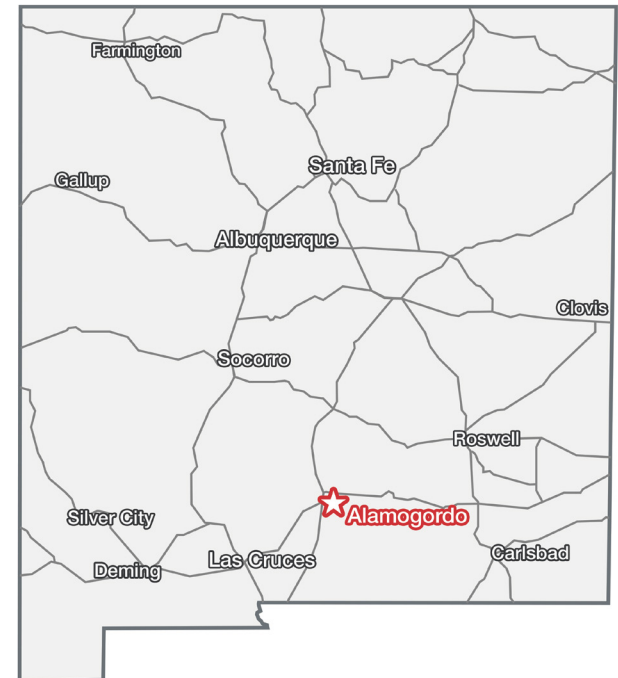 Farmington
Santa Fe
Gallup
Albuquerque
Clovis
Socorro
Roswell
Alamogordo
Silver City
Las Cruces
Carlsbad
Deming